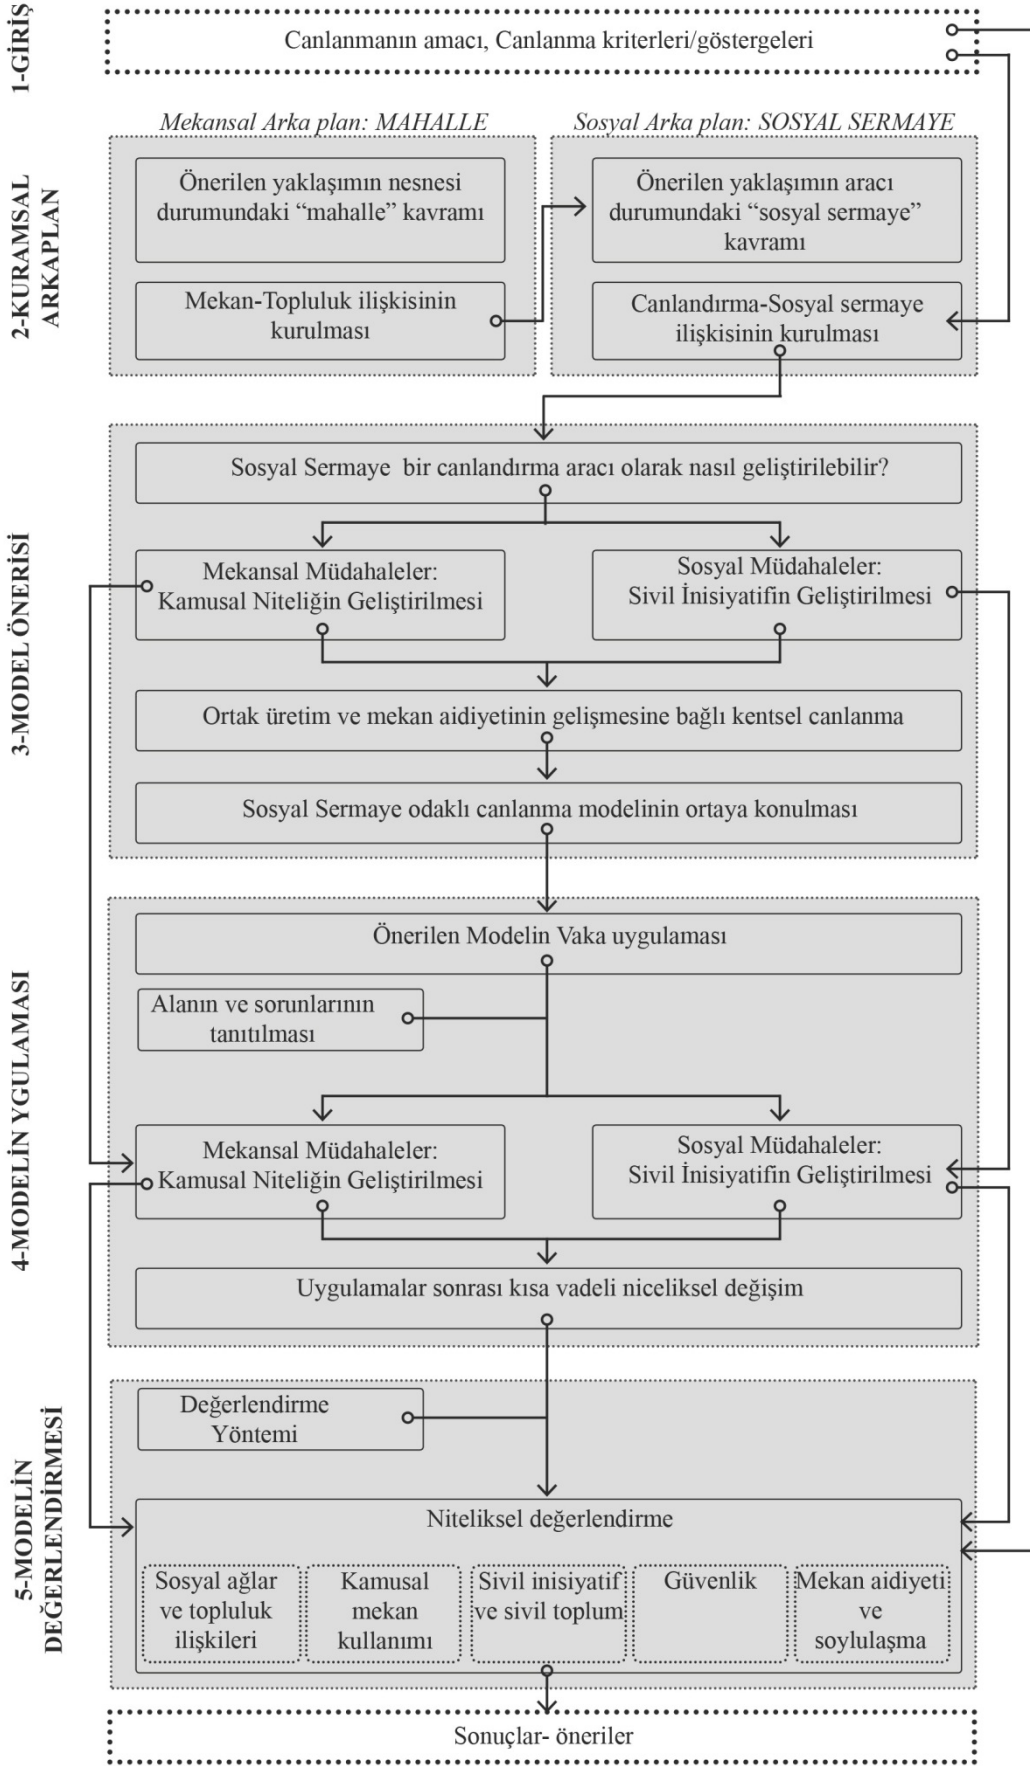 1-GİRİŞ
Canlanmanın amacı, Canlanma kriterleri/göstergeleri
2-KURAMSAL
ARKAPLAN
Mekansal Arka plan: MAHALLE
Önerilen yaklaşımın nesnesi
durumundaki “mahalle” kavramı
Mekan-Topluluk ilişkisinin
kurulması
Sosyal Arka plan: SOSYAL SERMAYE
Önerilen yaklaşımın aracı
durumundaki “sosyal sermaye”
kavramı
Canlandırma-Sosyal sermaye
ilişkisinin kurulması
3-MODEL ÖNERİSİ
Sosyal Sermaye bir canlandırma aracı olarak nasıl geliştirilebilir?
Mekansal Müdahaleler:
Kamusal Niteliğin Geliştirilmesi
Sosyal Müdahaleler:
Sivil İnisiyatifin Geliştirilmesi
Ortak üretim ve mekan aidiyetinin gelişmesine bağlı kentsel canlanma
Sosyal Sermaye odaklı canlanma modelinin ortaya konulması
4-MODELİN YGULAMASI
Önerilen Modelin Vaka uygulaması
Alanın ve sorunlarının
tanıtılması
Mekansal Müdahaleler:
Kamusal Niteliğin Geliştirilmesi
Sosyal Müdahaleler:
Sivil İnisiyatifin Geliştirilmesi
Uygulamalar sonrası kısa vadeli niceliksel değişim
5-MODELİN
DEĞERLENDİRMESİ
Değerlendirme
Yöntemi
Niteliksel değerlendirme
Sosyal ağlar
ve topluluk
ilişkileri
Kamusal
mekan
kullanımı
Sivil inisiyatif
ve sivil toplum
Güvenlik
Mekan aidiyeti
ve
soylulaşma
Sonuçlar- öneriler